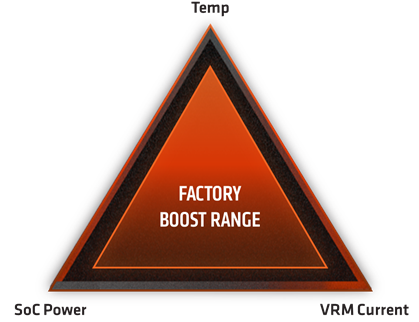 Temp
FACTORY
BOOST RANGE
SoC Power
VRM Current